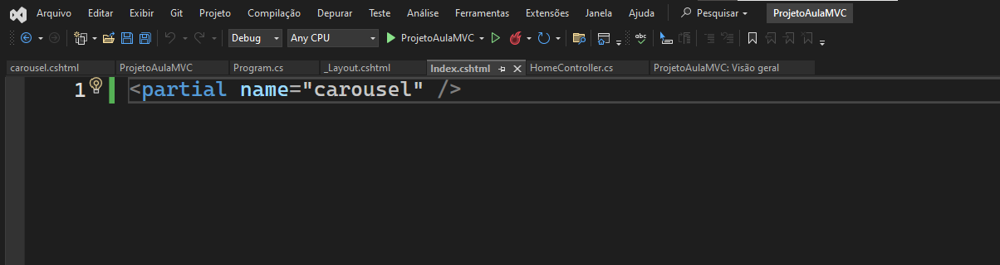 Arquivo Editar Exibir Git Projeto Compilação Depurar Teste Análise Ferramentas Extensões Janela Ajuda Pesquisar ProjetoAulaMVC
Debug Any CPU ProjetoAulaMVC abc
carousel.cshtml ProjetoAulaMVC Program.cs _Layout.cshtml Index.cshtml HomeController.cs ProjetoAulaMVC: Visão geral
1 <partial name="carousel" />